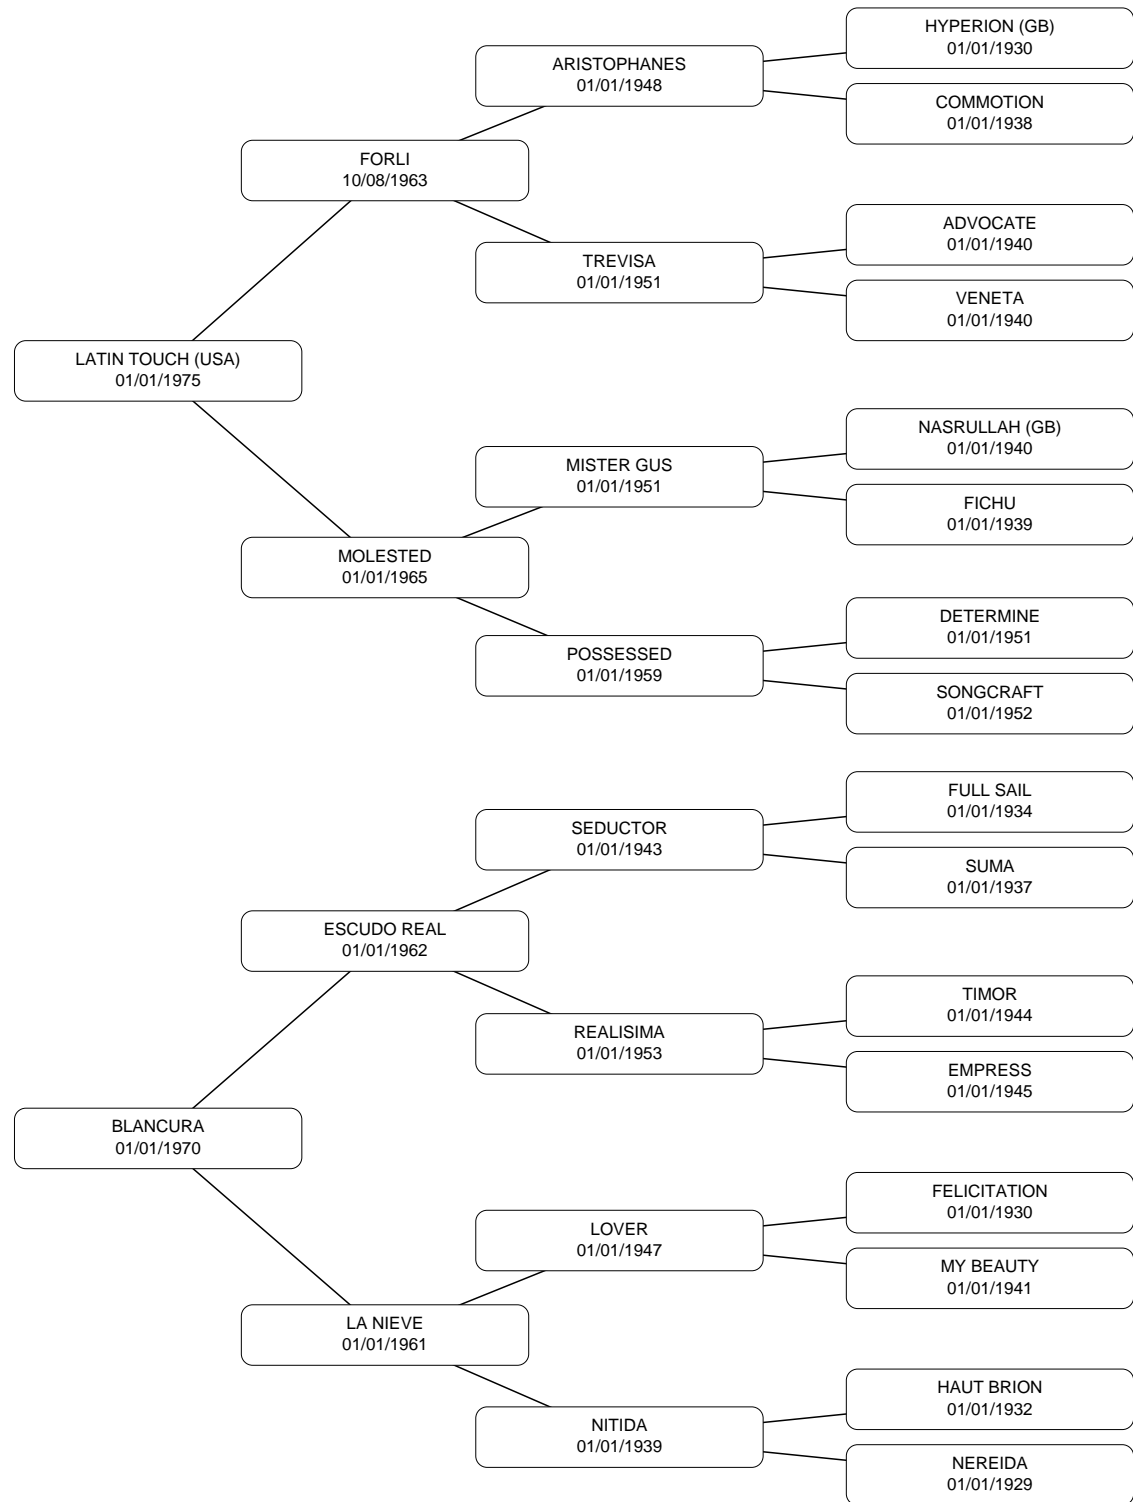 HYPERION (GB)
01/01/1930
ARISTOPHANES
01/01/1948
COMMOTION
01/01/1938
FORLI
10/08/1963
ADVOCATE
01/01/1940
TREVISA
01/01/1951
VENETA
01/01/1940
LATIN TOUCH (USA)
01/01/1975
NASRULLAH (GB)
01/01/1940
MISTER GUS
01/01/1951
FICHU
01/01/1939
MOLESTED
01/01/1965
DETERMINE
01/01/1951
POSSESSED
01/01/1959
SONGCRAFT
01/01/1952
FULL SAIL
01/01/1934
SEDUCTOR
01/01/1943
SUMA
01/01/1937
ESCUDO REAL
01/01/1962
TIMOR
01/01/1944
REALISIMA
01/01/1953
EMPRESS
01/01/1945
BLANCURA
01/01/1970
FELICITATION
01/01/1930
LOVER
01/01/1947
MY BEAUTY
01/01/1941
LA NIEVE
01/01/1961
HAUT BRION
01/01/1932
NITIDA
01/01/1939
NEREIDA
01/01/1929